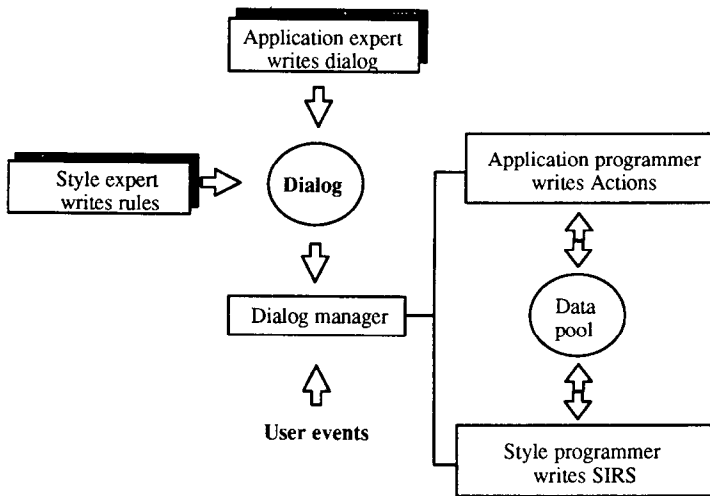 Application expert
writes dialog
Style expert
writes rules
Dialog
Application programmer
writes Actions
Dialog manager
Data
pool
User events
Style programmer
writes SIRS